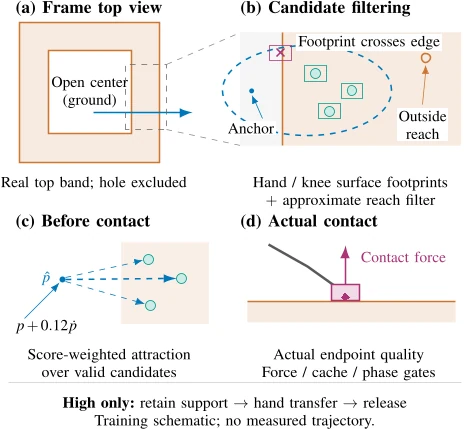 (a) Frame top view
Open center
(ground)
Real top band; hole excluded
(b) Candidate filtering
Footprint crosses edge
Anchor
Outside
reach
Hand / knee surface footprints
+ approximate reach filter
(c) Before contact
p̂
p + 0.12ṗ
Score-weighted attraction
over valid candidates
(d) Actual contact
Contact force
Actual endpoint quality
Force / cache / phase gates
High only: retain support → hand transfer → release
Training schematic; no measured trajectory.